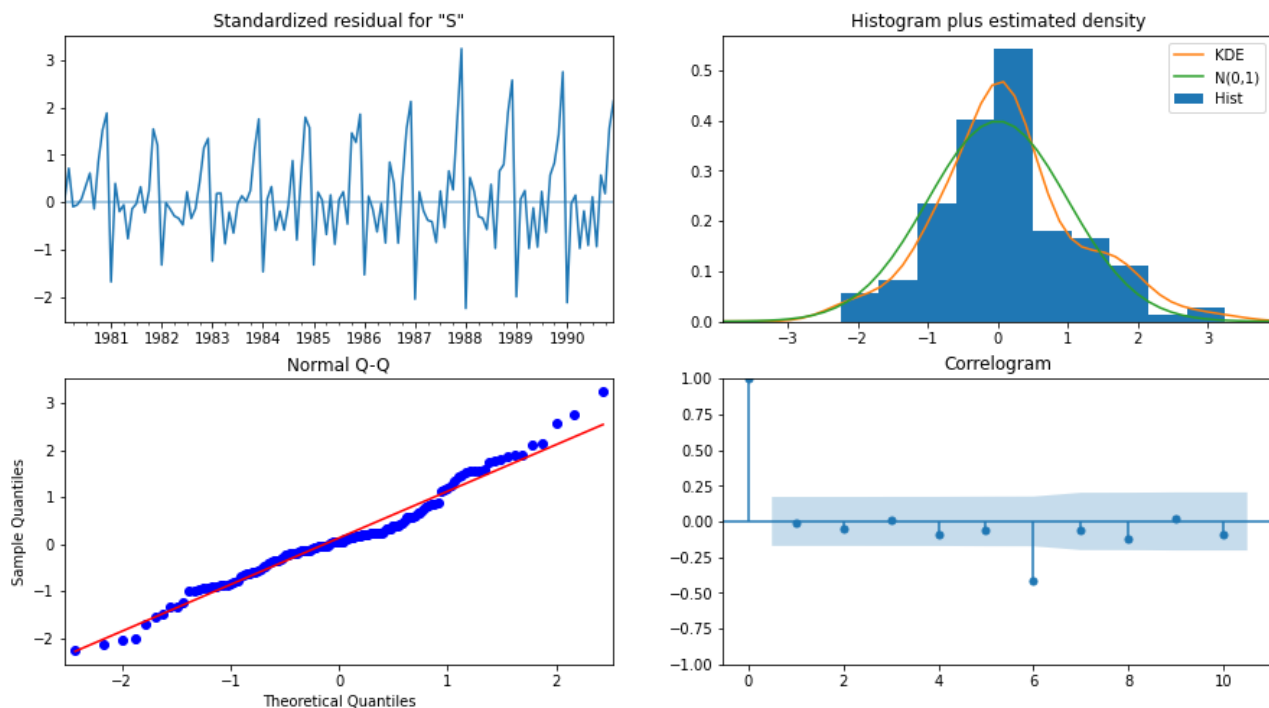 Standardized residual for "S"
3
2
1
0
−1
−2
1981 1982 1983 1984 1985 1986 1987 1988 1989 1990
Histogram plus estimated density
KDE
N(0,1)
Hist
0.5
0.4
0.3
0.2
0.1
0.0
−3 −2 −1 0 1 2 3
Normal Q-Q
Sample Quantiles
3
2
1
0
−1
−2
−2 −1 0 1 2
Theoretical Quantiles
Correlogram
1.00
0.75
0.50
0.25
0.00
−0.25
−0.50
−0.75
−1.00
0 2 4 6 8 10